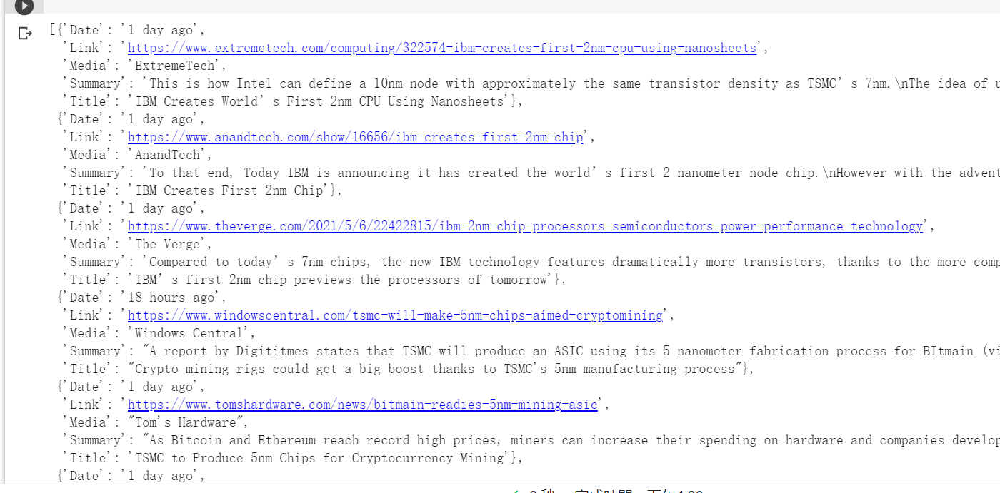 [{'Date': '1 day ago',
'Link': 'https://www.extremetech.com/computing/322574-ibm-creates-first-2nm-cpu-using-nanosheets',
'Media': 'ExtremeTech',
'Summary': 'This is how Intel can define a 10nm node with approximately the same transistor density as TSMC’s 7nm.\nThe idea of u
'Title': 'IBM Creates World’s First 2nm CPU Using Nanosheets'},
{'Date': '1 day ago',
'Link': 'https://www.anandtech.com/show/16656/ibm-creates-first-2nm-chip',
'Media': 'AnandTech',
'Summary': 'To that end, Today IBM is announcing it has created the world’s first 2 nanometer node chip.\nHowever with the advent
'Title': 'IBM Creates First 2nm Chip'},
{'Date': '1 day ago',
'Link': 'https://www.theverge.com/2021/5/6/22422815/ibm-2nm-chip-processors-semiconductors-power-performance-technology',
'Media': 'The Verge',
'Summary': 'Compared to today’s 7nm chips, the new IBM technology features dramatically more transistors, thanks to the more comp
'Title': 'IBM’s first 2nm chip previews the processors of tomorrow'},
{'Date': '18 hours ago',
'Link': 'https://www.windowscentral.com/tsmc-will-make-5nm-chips-aimed-cryptomining',
'Media': 'Windows Central',
'Summary': "A report by Digititmes states that TSMC will produce an ASIC using its 5 nanometer fabrication process for BItmain (vi
'Title': "Crypto mining rigs could get a big boost thanks to TSMC's 5nm manufacturing process"},
{'Date': '1 day ago',
'Link': 'https://www.tomshardware.com/news/bitmain-readies-5nm-mining-asic',
'Media': "Tom's Hardware",
'Summary': "As Bitcoin and Ethereum reach record-high prices, miners can increase their spending on hardware and companies develop
'Title': 'TSMC to Produce 5nm Chips for Cryptocurrency Mining'},
{'Date': '1 day ago',